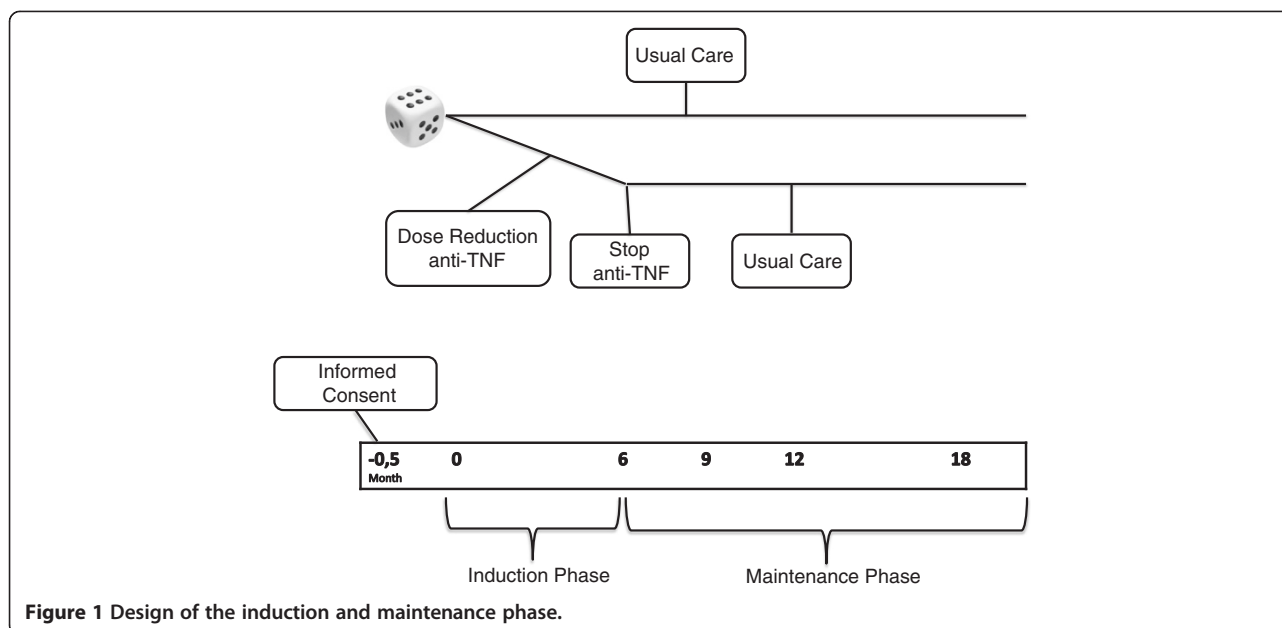 Usual Care
Dose Reduction
anti-TNF
Stop
anti-TNF
Usual Care
Informed
Consent
-0,5 0 6 9 12 18
Month
Induction Phase Maintenance Phase
Figure 1 Design of the induction and maintenance phase.